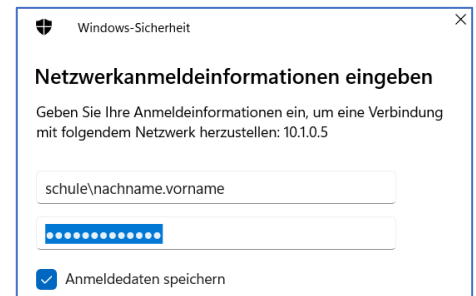 Windows-Sicherheit
Netzwerkanmeldeinformationen eingeben
Geben Sie Ihre Anmeldeinformationen ein, um eine Verbindung
mit folgendem Netzwerk herzustellen: 10.1.0.5
schule\nachname.vorname
•••••••••••••
Anmeldedaten speichern